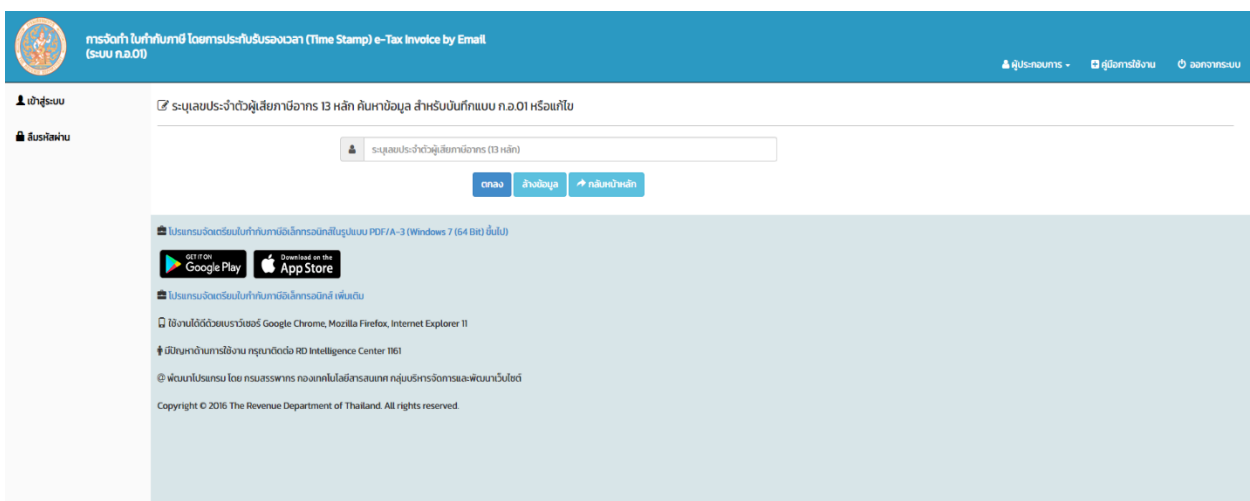 การจัดทำ ใบกำกับภาษี โดยการประทับรับรองเวลา (Time Stamp) e-Tax Invoice by Email
(ระบบ ก.อ.01)
ผู้ประกอบการ
คู่มือการใช้งาน
ออกจากระบบ
เข้าสู่ระบบ
ลืมรหัสผ่าน
ระบุเลขประจำตัวผู้เสียภาษีอากร 13 หลัก ค้นหาข้อมูล สำหรับบันทึกแบบ ก.อ.01 หรือแก้ไข
ระบุเลขประจำตัวผู้เสียภาษีอากร (13 หลัก)
ตกลง
ล้างข้อมูล
กลับหน้าหลัก
โปรแกรมจัดเตรียมใบกำกับภาษีอิเล็กทรอนิกส์ในรูปแบบ PDF/A-3 (Windows 7 (64 Bit) ขึ้นไป)
GET IT ON
Google Play
Download on the
App Store
โปรแกรมจัดเตรียมใบกำกับภาษีอิเล็กทรอนิกส์ เพิ่มเติม
ใช้งานได้ดีด้วยเบราว์เซอร์ Google Chrome, Mozilla Firefox, Internet Explorer 11
มีปัญหาด้านการใช้งาน กรุณาติดต่อ RD Intelligence Center 1161
@ พัฒนาโปรแกรม โดย กรมสรรพากร กองเทคโนโลยีสารสนเทศ กลุ่มบริหารจัดการและพัฒนาเว็บไซต์
Copyright © 2016 The Revenue Department of Thailand. All rights reserved.